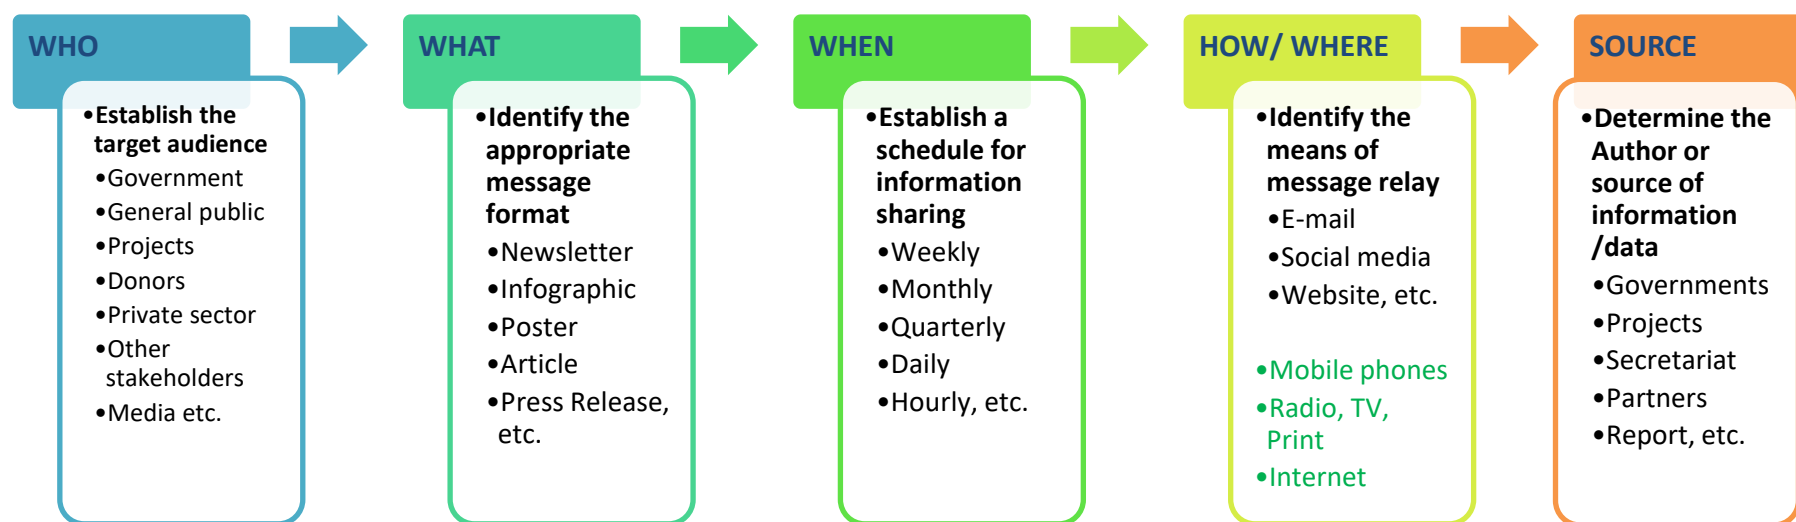 WHO
•Establish the
target audience
•Government
•General public
•Projects
•Donors
•Private sector
•Other
stakeholders
•Media etc.
WHAT
•Identify the
appropriate
message
format
•Newsletter
•Infographic
•Poster
•Article
•Press Release,
etc.
WHEN
•Establish a
schedule for
information
sharing
•Weekly
•Monthly
•Quarterly
•Daily
•Hourly, etc.
HOW/ WHERE
•Identify the
means of
message relay
•E-mail
•Social media
•Website, etc.
•Mobile phones
•Radio, TV,
Print
•Internet
SOURCE
•Determine the
Author or
source of
information
/data
•Governments
•Projects
•Secretariat
•Partners
•Report, etc.